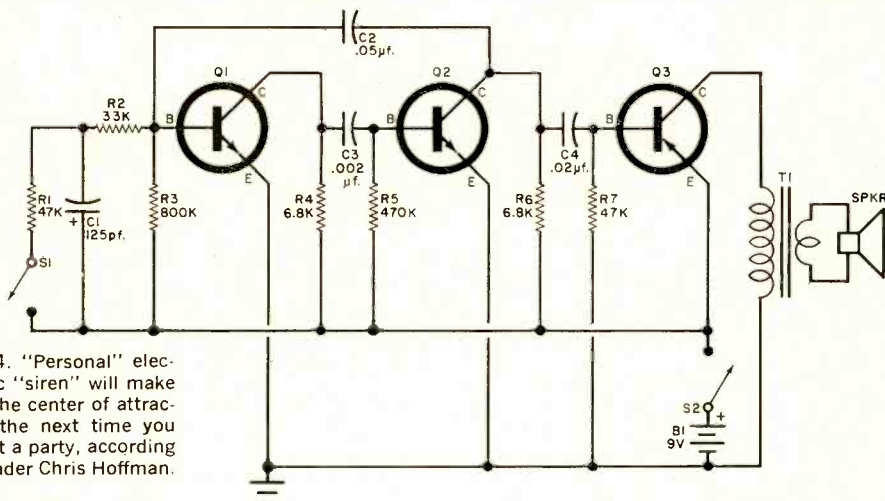 C2
.05µf.
Q1
Q2
Q3
C
C
C
R2
33K
B
B
B
C3
.002
µf.
C4
.02µf.
E
E
E
R1
47K
+
C1
125pf.
R3
800K
R4
6.8K
R5
470K
R6
6.8K
R7
47K
T1
SPKR
S1
S2
+
B1
9V
4. "Personal" elec-
c "siren" will make
he center of attrac-
the next time you
t a party, according
ader Chris Hoffman.